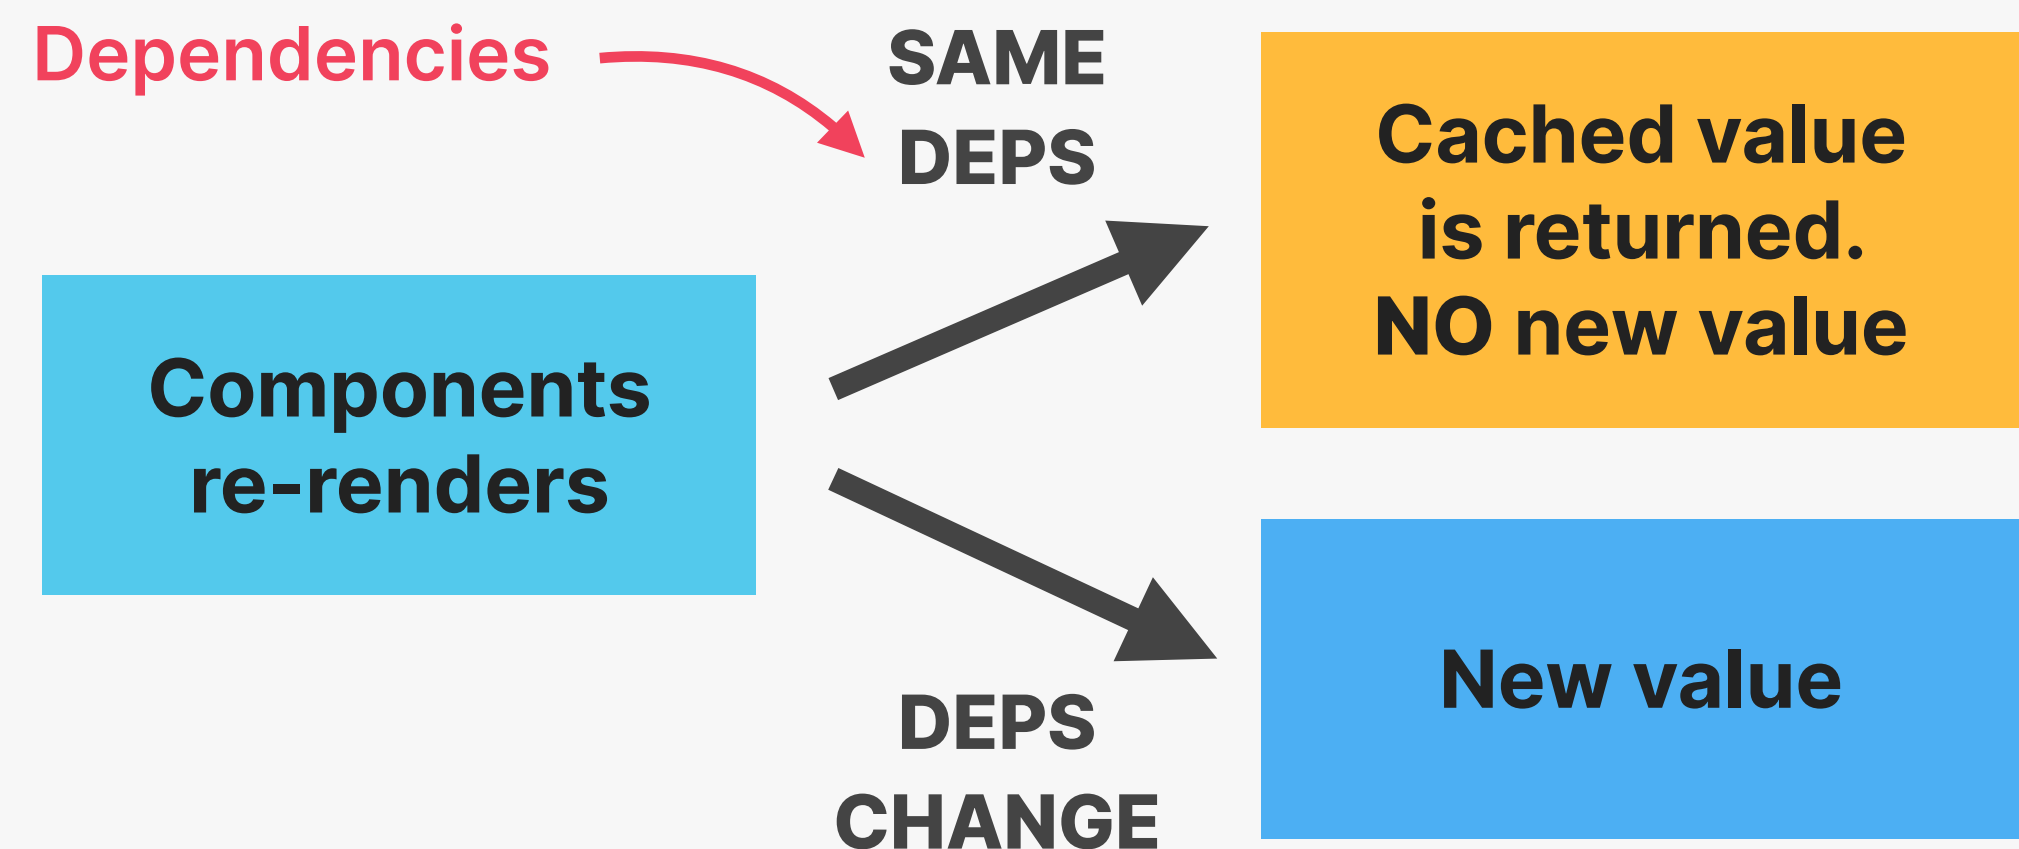 Dependencies
SAME
DEPS
Components
re-renders
Cached value
is returned.
NO new value
DEPS
CHANGE
New value